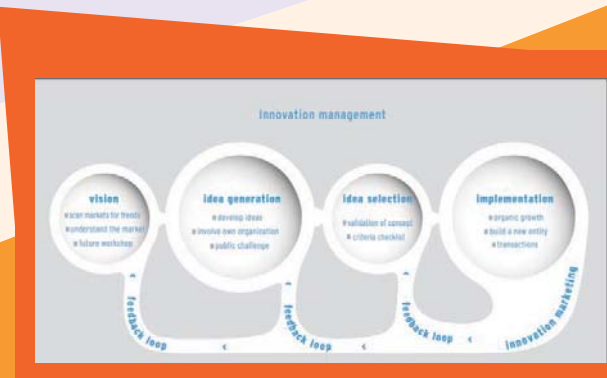 Innovation management
vision
scan markets for trends
understand the market
future workshop
idea generation
develop ideas
involve own organization
public challenge
idea selection
validation of concept
criteria checklist
implementation
organic growth
build a new entity
transactions
feedback loop
feedback loop
feedback loop
Innovation marketing